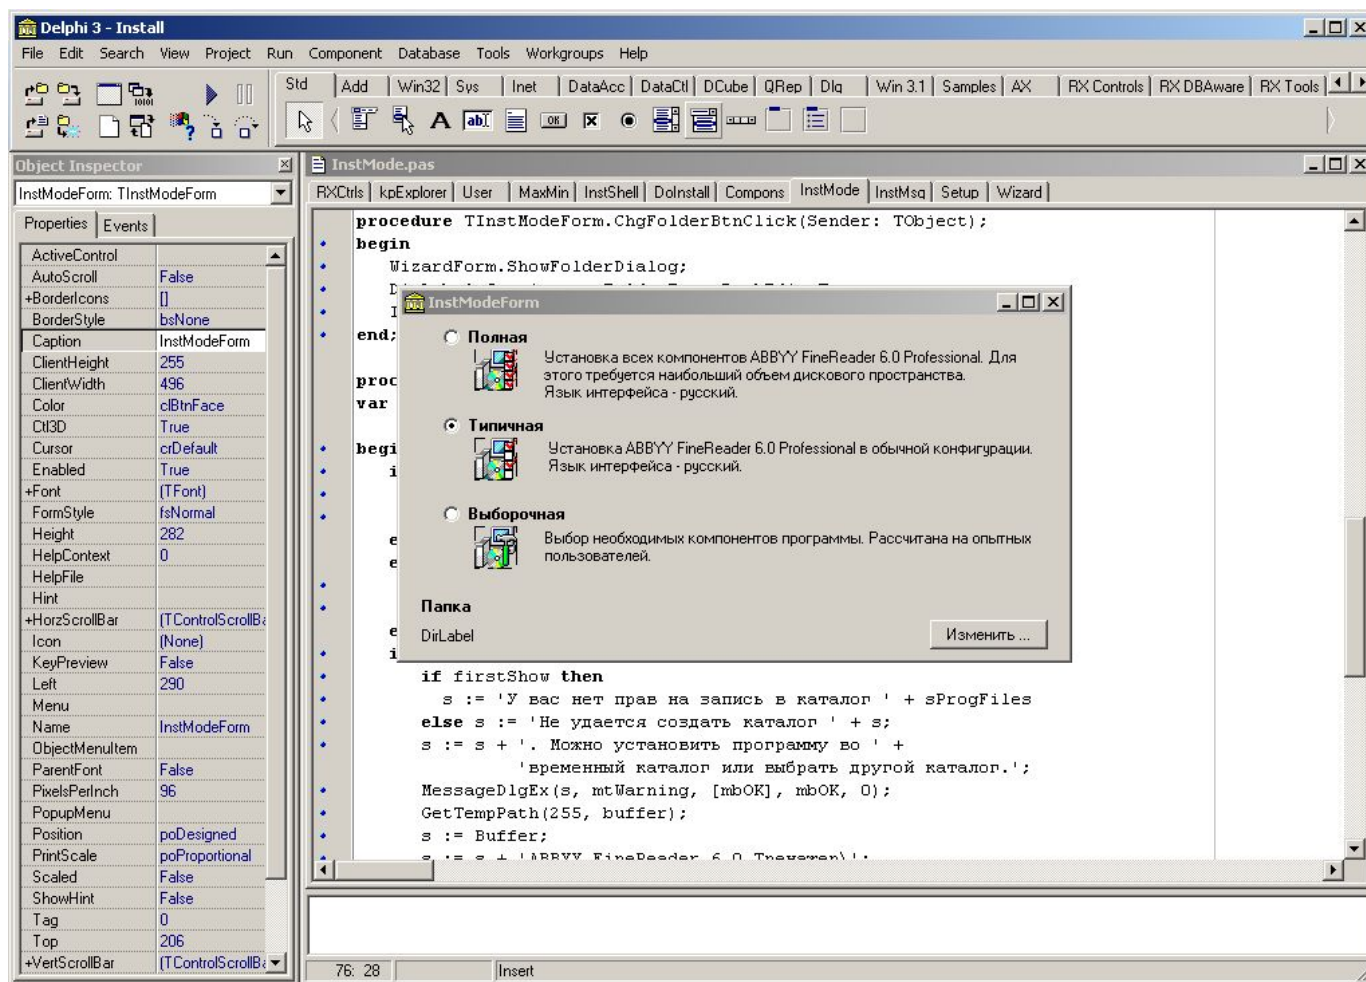 Delphi 3 - Install
File Edit Search View Project Run Component Database Tools Workgroups Help
Std Add Win32 Sys Inet DataAcc DataCtl DCube QRep Dlg Win 3.1 Samples AX RX Controls RX DBAware RX Tools
Object Inspector
InstModeForm: TInstModeForm
Properties Events
ActiveControl
AutoScroll False
+BorderIcons []
BorderStyle bsNone
Caption InstModeForm
ClientHeight 255
ClientWidth 496
Color clBtnFace
Ctl3D True
Cursor crDefault
Enabled True
+Font (TFont)
FormStyle fsNormal
Height 282
HelpContext 0
HelpFile
Hint
+HorzScrollBar (TControlScrollBa
Icon (None)
KeyPreview False
Left 290
Menu
Name InstModeForm
ObjectMenuItem
ParentFont False
PixelsPerInch 96
PopupMenu
Position poDesigned
PrintScale poProportional
Scaled False
ShowHint False
Tag 0
Top 206
+VertScrollBar (TControlScrollBa
InstMode.pas
RXCtrls kpExplorer User MaxMin InstShell DoInstall Compons InstMode InstMsg Setup Wizard
procedure TInstModeForm.ChgFolderBtnClick(Sender: TObject);
begin
WizardForm.ShowFolderDialog;
end;
proc
var
begi
InstModeForm
Полная
Установка всех компонентов ABBYY FineReader 6.0 Professional. Для
этого требуется наибольший объем дискового пространства.
Язык интерфейса - русский.
Типичная
Установка ABBYY FineReader 6.0 Professional в обычной конфигурации.
Язык интерфейса - русский.
Выборочная
Выбор необходимых компонентов программы. Рассчитана на опытных
пользователей.
Папка
DirLabel Изменить ...
if firstShow then
s := 'У вас нет прав на запись в каталог ' + sProgFiles
else s := 'Не удается создать каталог ' + s;
s := s + '. Можно установить программу во ' +
'временный каталог или выбрать другой каталог.';
MessageDlgEx(s, mtWarning, [mbOK], mbOK, 0);
GetTempPath(255, buffer);
s := Buffer;
s := s + 'ABBYY FineReader 6.0 Тренажер\';
76: 28 Insert